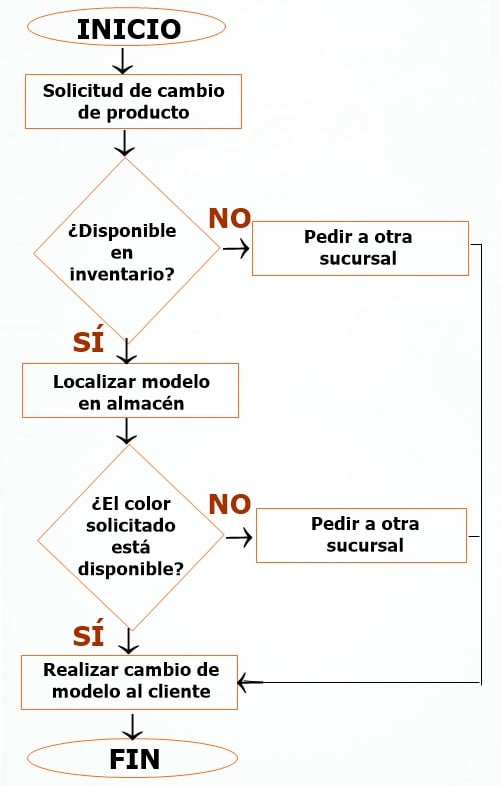 INICIO
Solicitud de cambio
de producto
¿Disponible
en
inventario?
NO
Pedir a otra
sucursal
SÍ
Localizar modelo
en almacén
¿El color
solicitado
está
disponible?
NO
Pedir a otra
sucursal
SÍ
Realizar cambio de
modelo al cliente
FIN